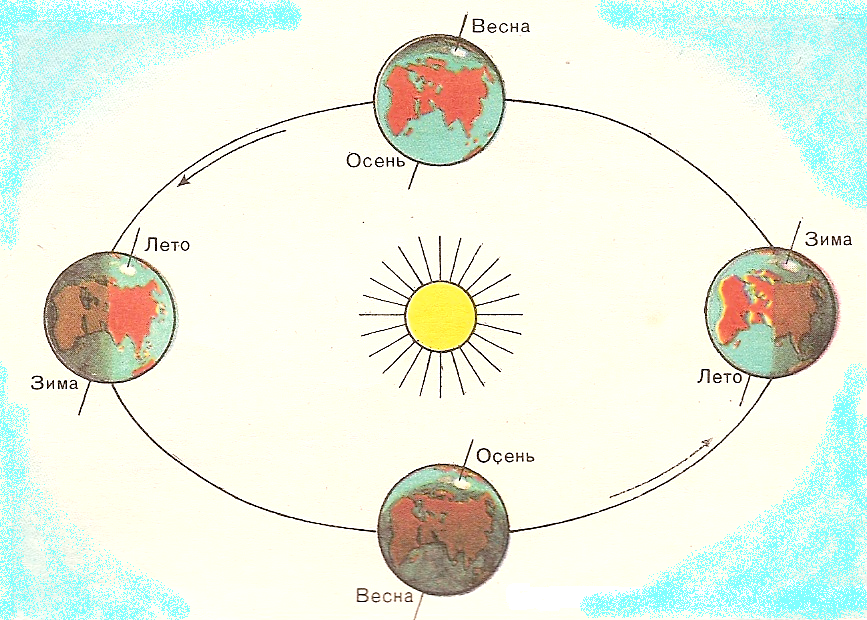 Весна
Осень
Лето
Зима
Зима
Лето
Осень
Весна